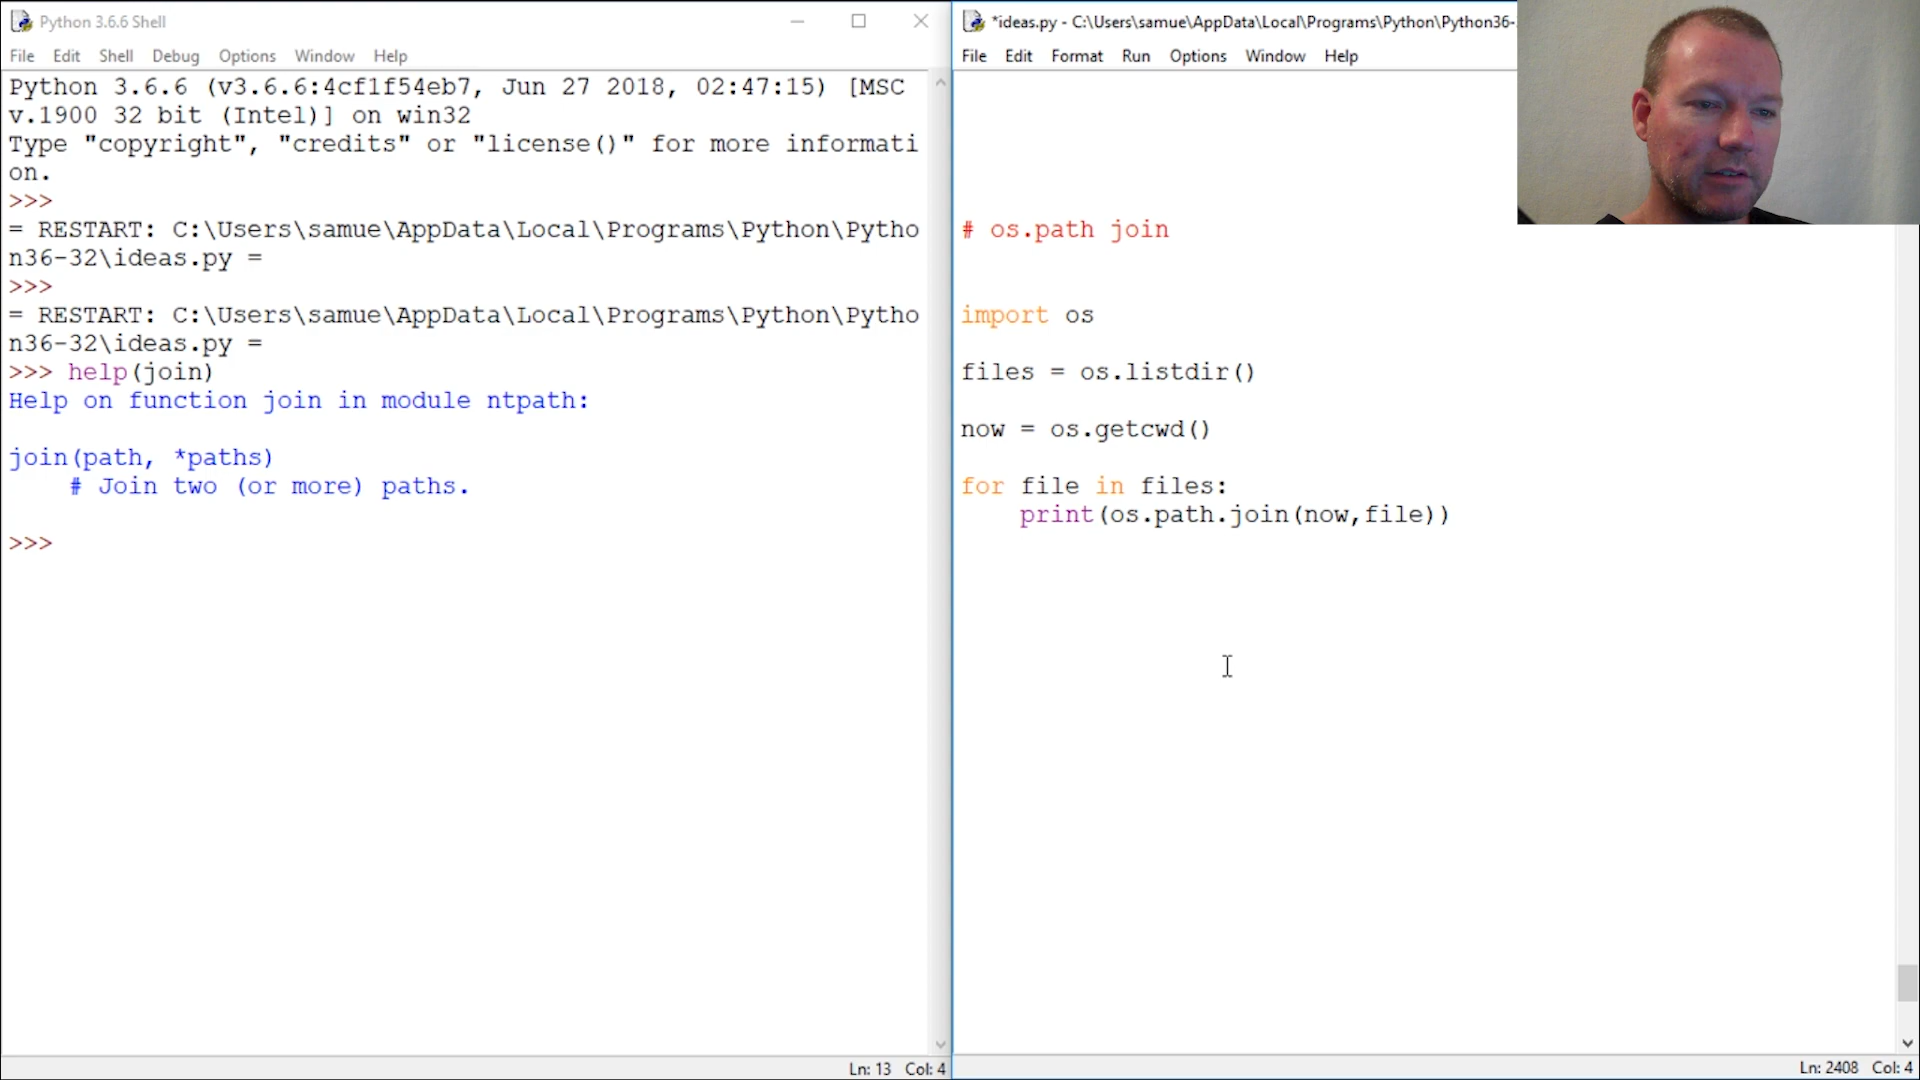 Python 3.6.6 Shell
File Edit Shell Debug Options Window Help
Python 3.6.6 (v3.6.6:4cf1f54eb7, Jun 27 2018, 02:47:15) [MSC
v.1900 32 bit (Intel)] on win32
Type "copyright", "credits" or "license()" for more informati
on.
>>>
= RESTART: C:\Users\samue\AppData\Local\Programs\Python\Pytho
n36-32\ideas.py =
>>>
= RESTART: C:\Users\samue\AppData\Local\Programs\Python\Pytho
n36-32\ideas.py =
>>> help(join)
Help on function join in module ntpath:
join(path, *paths)
# Join two (or more) paths.
>>>
Ln: 13 Col: 4
*ideas.py - C:\Users\samue\AppData\Local\Programs\Python\Python36-
File Edit Format Run Options Window Help
# os.path join
import os
files = os.listdir()
now = os.getcwd()
for file in files:
print(os.path.join(now,file))
Ln: 2408 Col: 4